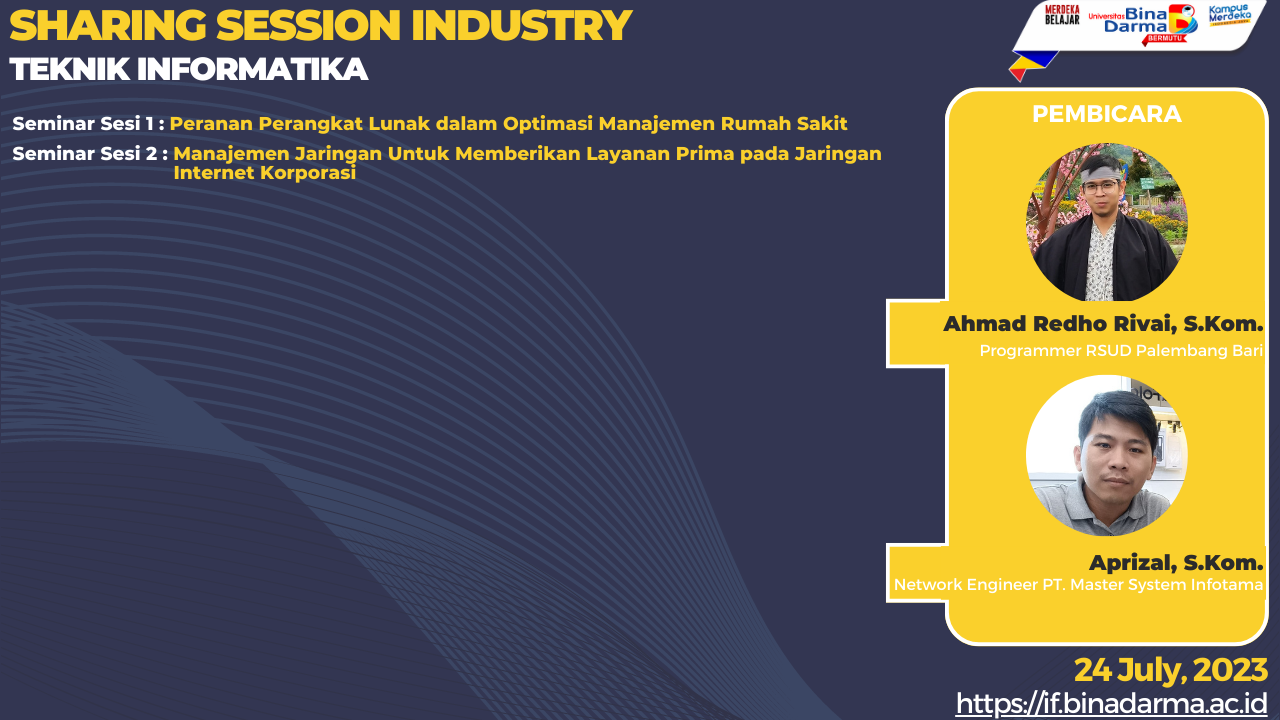 SHARING SESSION INDUSTRY
TEKNIK INFORMATIKA
Seminar Sesi 1 : Peranan Perangkat Lunak dalam Optimasi Manajemen Rumah Sakit
Seminar Sesi 2 : Manajemen Jaringan Untuk Memberikan Layanan Prima pada Jaringan
Internet Korporasi
MERDEKA
BELAJAR
Universitas Bina
Darma
BERMUTU
Kampus
Merdeka
PEMBICARA
Ahmad Redho Rivai, S.Kom.
Programmer RSUD Palembang Bari
Aprizal, S.Kom.
Network Engineer PT. Master System Infotama
24 July, 2023
https://if.binadarma.ac.id